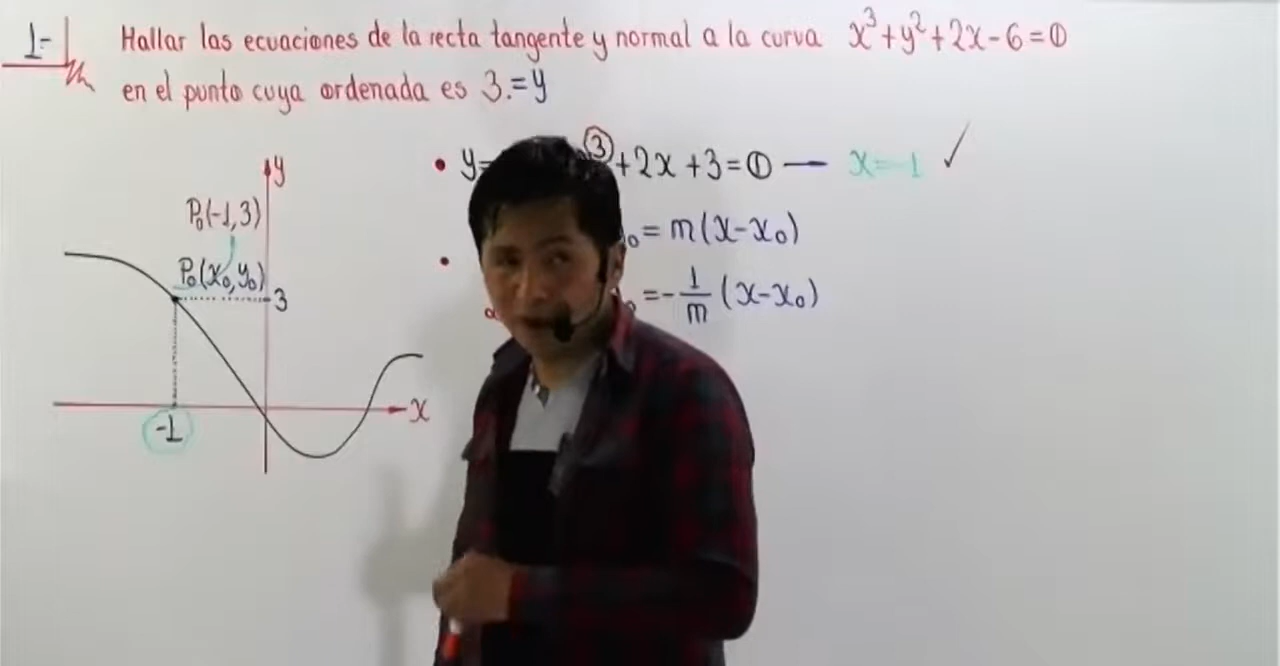 1-
Hallar las ecuaciones de la recta tangente y normal a la curva x³+y²+2x-6=0
en el punto cuya ordenada es 3.=y
• y= ③+2x+3=0 — x=-1 ✓
₀=m(x-x₀)
• 
=-1/m (x-x₀)
y
P₀(-1,3)
P₀(x₀,y₀)
3
x
-1